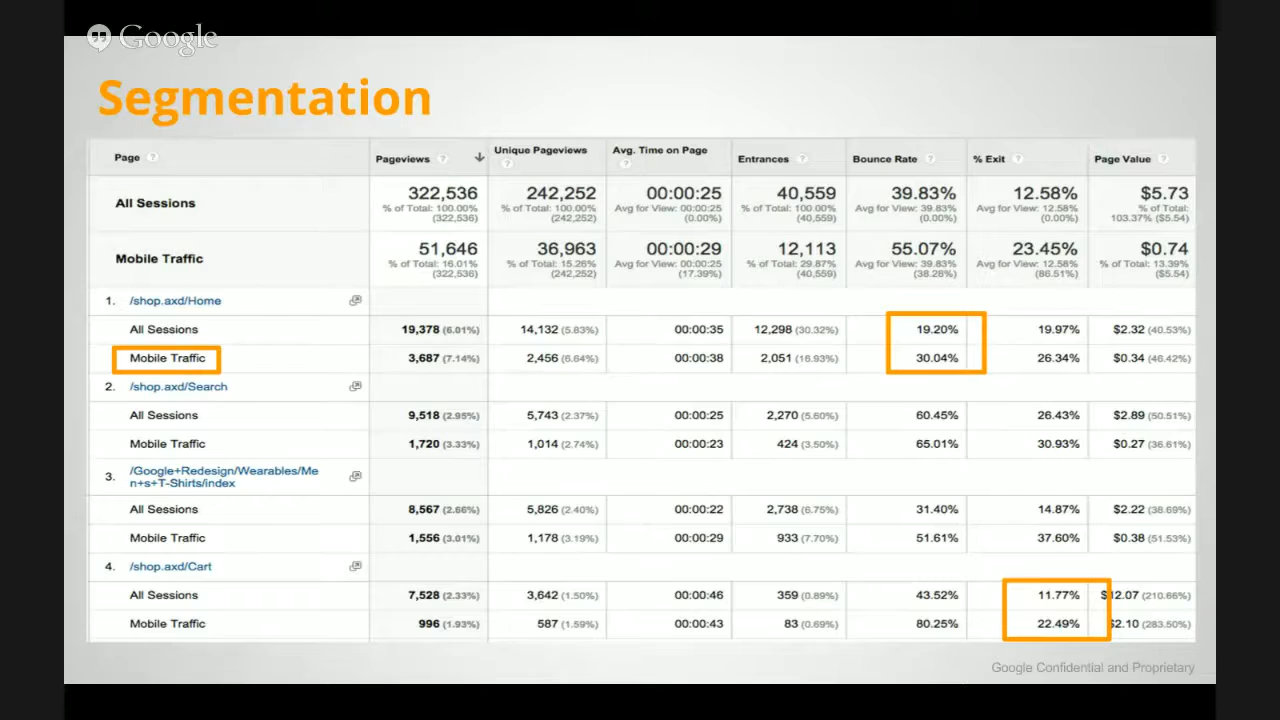 Google
Segmentation
Page Pageviews Unique Pageviews Avg. Time on Page Entrances Bounce Rate % Exit Page Value
All Sessions 322,536 242,252 00:00:25 40,559 39.83% 12.58% $5.73
% of Total: 100.00% % of Total: 100.00% Avg for View: 00:00:25 % of Total: 100.00% Avg for View: 39.83% Avg for View: 12.58% % of Total:
(322,536) (242,252) (0.00%) (40,559) (0.00%) (0.00%) 103.37% ($5.54)
Mobile Traffic 51,646 36,963 00:00:29 12,113 55.07% 23.45% $0.74
% of Total: 16.01% % of Total: 15.26% Avg for View: 00:00:25 % of Total: 29.87% Avg for View: 39.83% Avg for View: 12.58% % of Total: 13.39%
(322,536) (242,252) (17.39%) (40,559) (38.28%) (86.51%) ($5.54)
1. /shop.axd/Home
All Sessions 19,378 (6.01%) 14,132 (5.83%) 00:00:35 12,298 (30.32%) 19.20% 19.97% $2.32 (40.53%)
Mobile Traffic 3,687 (7.14%) 2,456 (6.64%) 00:00:38 2,051 (16.93%) 30.04% 26.34% $0.34 (46.42%)
2. /shop.axd/Search
All Sessions 9,518 (2.95%) 5,743 (2.37%) 00:00:25 2,270 (5.60%) 60.45% 26.43% $2.89 (50.51%)
Mobile Traffic 1,720 (3.33%) 1,014 (2.74%) 00:00:23 424 (3.50%) 65.01% 30.93% $0.27 (36.61%)
3. /Google+Redesign/Wearables/Me
n+s+T-Shirts/index
All Sessions 8,567 (2.66%) 5,826 (2.40%) 00:00:22 2,738 (6.75%) 31.40% 14.87% $2.22 (38.69%)
Mobile Traffic 1,556 (3.01%) 1,178 (3.19%) 00:00:29 933 (7.70%) 51.61% 37.60% $0.38 (51.53%)
4. /shop.axd/Cart
All Sessions 7,528 (2.33%) 3,642 (1.50%) 00:00:46 359 (0.89%) 43.52% 11.77% $12.07 (210.66%)
Mobile Traffic 996 (1.93%) 587 (1.59%) 00:00:43 83 (0.69%) 80.25% 22.49% $2.10 (283.50%)
Google Confidential and Proprietary